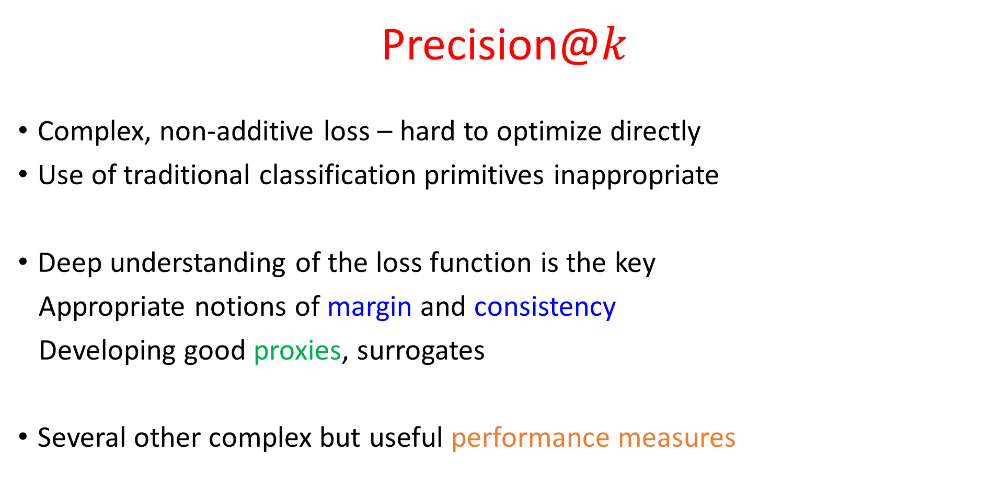 Precision@k
• Complex, non-additive loss – hard to optimize directly
• Use of traditional classification primitives inappropriate
• Deep understanding of the loss function is the key
Appropriate notions of margin and consistency
Developing good proxies, surrogates
• Several other complex but useful performance measures